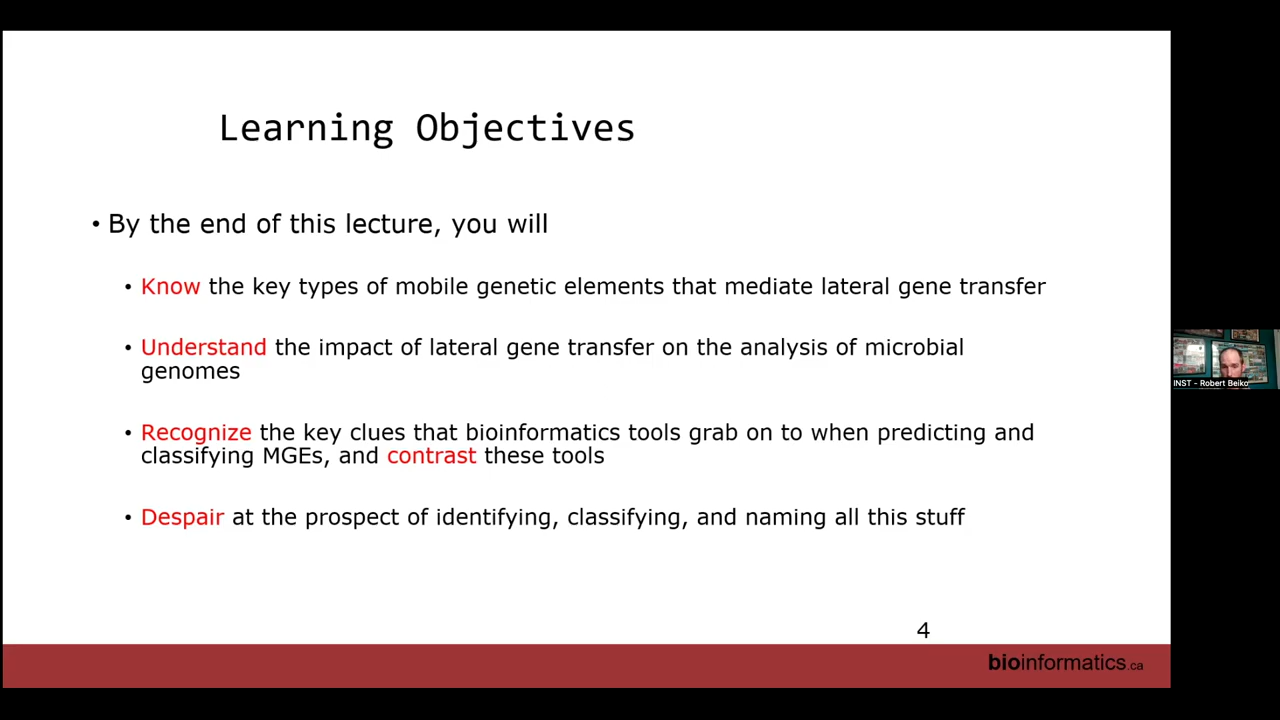 Learning Objectives
• By the end of this lecture, you will
• Know the key types of mobile genetic elements that mediate lateral gene transfer
• Understand the impact of lateral gene transfer on the analysis of microbial
genomes
• Recognize the key clues that bioinformatics tools grab on to when predicting and
classifying MGEs, and contrast these tools
• Despair at the prospect of identifying, classifying, and naming all this stuff
INST - Robert Beiko
4
bioinformatics.ca